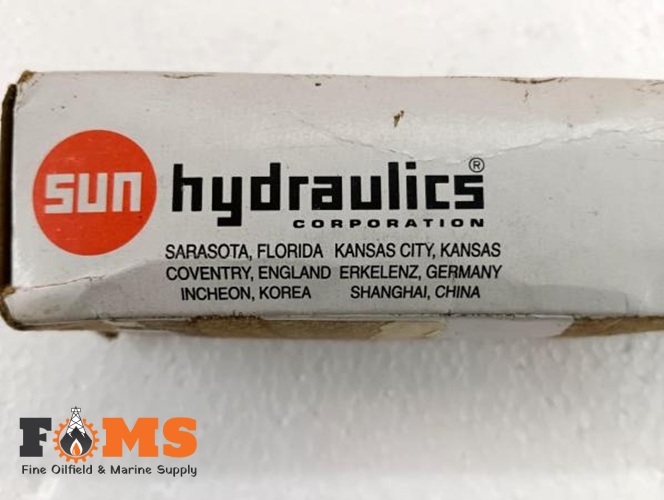 sun hydraulics®
CORPORATION
SARASOTA, FLORIDA KANSAS CITY, KANSAS
COVENTRY, ENGLAND ERKELENZ, GERMANY
INCHEON, KOREA SHANGHAI, CHINA
FOMS
Fine Oilfield & Marine Supply